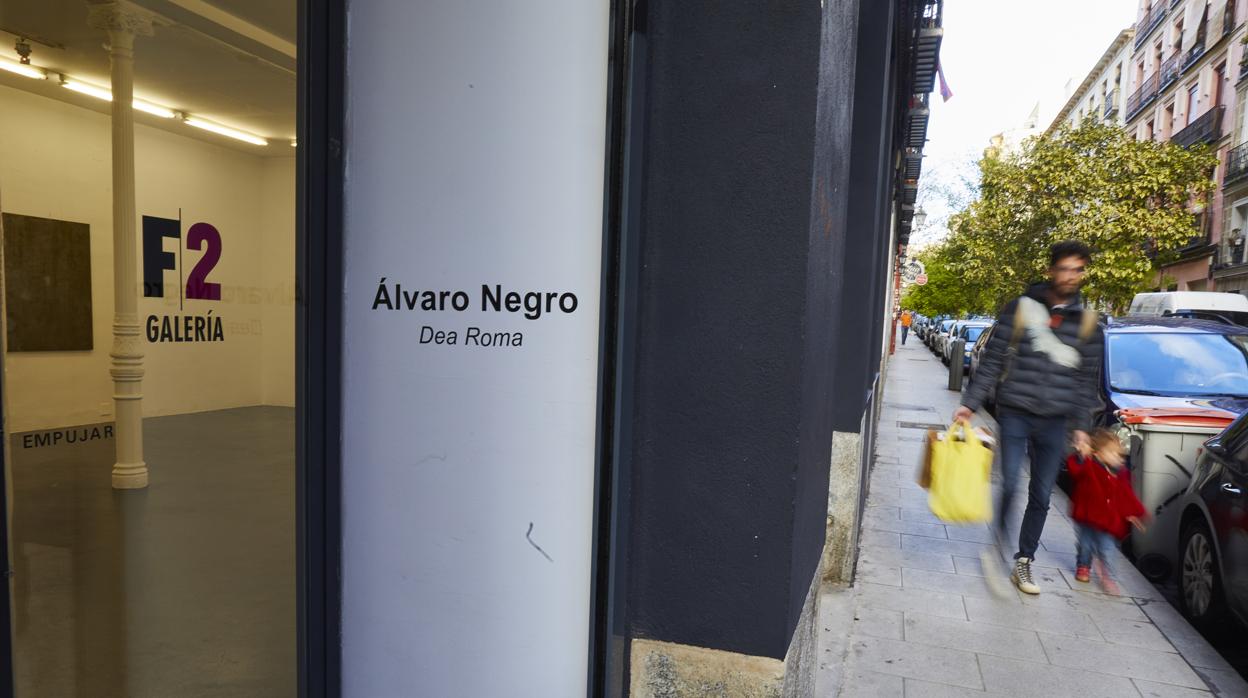 F2
GALERÍA
EMPUJAR
Álvaro Negro
Dea Roma